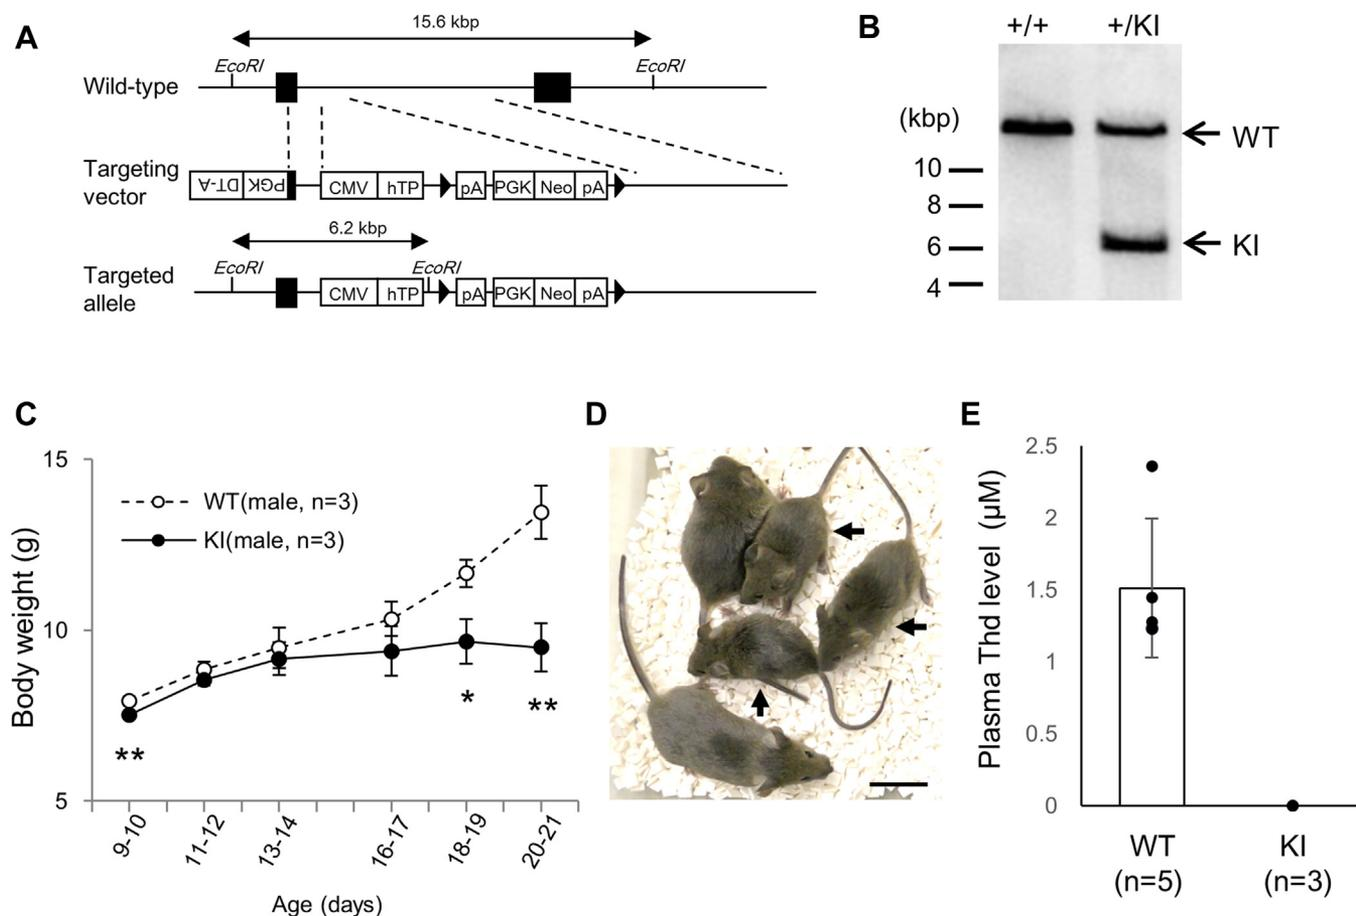 A
15.6 kbp
EcoRI
EcoRI
Wild-type
Targeting
vector
DT-A
PGK
CMV
hTP
pA
PGK
Neo
pA
6.2 kbp
EcoRI
EcoRI
Targeted
allele
CMV
hTP
pA
PGK
Neo
pA
B
+/+
+/KI
(kbp)
WT
10
8
6
KI
4
C
15
WT(male, n=3)
KI(male, n=3)
Body weight (g)
10
*
**
**
5
9-10
11-12
13-14
16-17
18-19
20-21
Age (days)
D
E
2.5
2
1.5
1
0.5
0
Plasma Thd level (µM)
WT
KI
(n=5)
(n=3)